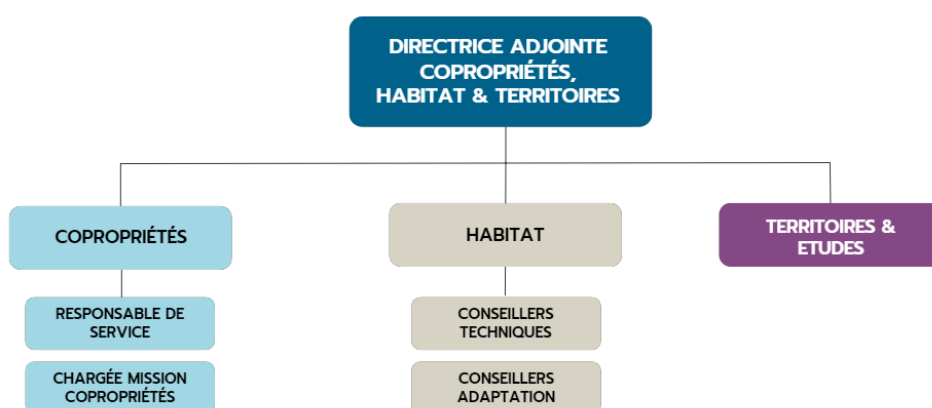 DIRECTRICE ADJOINTE
COPROPRIÉTÉS,
HABITAT & TERRITOIRES
COPROPRIÉTÉS
HABITAT
TERRITOIRES &
ETUDES
RESPONSABLE DE
SERVICE
CONSEILLERS
TECHNIQUES
CHARGÉE MISSION
COPROPRIÉTÉS
CONSEILLERS
ADAPTATION